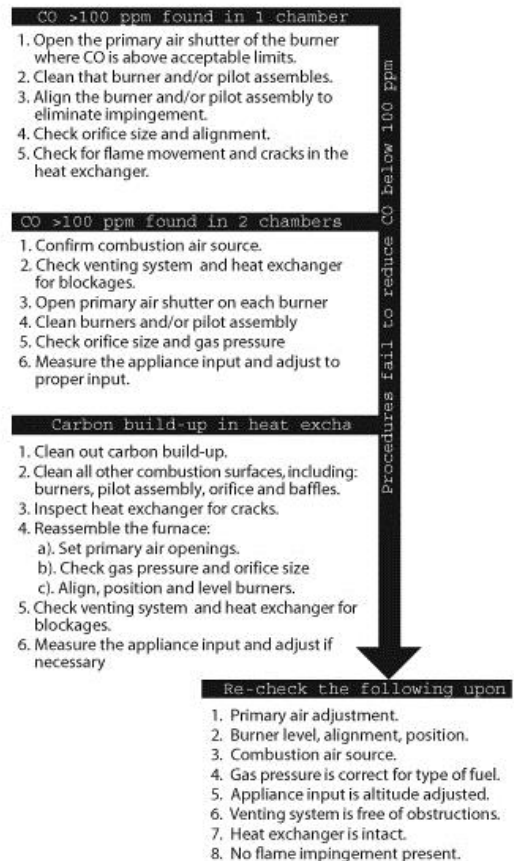 CO >100 ppm found in 1 chamber
1. Open the primary air shutter of the burner
where CO is above acceptable limits.
2. Clean that burner and/or pilot assembles.
3. Align the burner and/or pilot assembly to
eliminate impingement.
4. Check orifice size and alignment.
5. Check for flame movement and cracks in the
heat exchanger.
CO >100 ppm found in 2 chambers
1. Confirm combustion air source.
2. Check venting system and heat exchanger
for blockages.
3. Open primary air shutter on each burner
4. Clean burners and/or pilot assembly
5. Check orifice size and gas pressure
6. Measure the appliance input and adjust to
proper input.
Carbon build-up in heat excha
1. Clean out carbon build-up.
2. Clean all other combustion surfaces, including:
burners, pilot assembly, orifice and baffles.
3. Inspect heat exchanger for cracks.
4. Reassemble the furnace:
a). Set primary air openings.
b). Check gas pressure and orifice size
c). Align, position and level burners.
5. Check venting system and heat exchanger for
blockages.
6. Measure the appliance input and adjust if
necessary
Procedures fail to reduce CO below 100 ppm
Re-check the following upon
1. Primary air adjustment.
2. Burner level, alignment, position.
3. Combustion air source.
4. Gas pressure is correct for type of fuel.
5. Appliance input is altitude adjusted.
6. Venting system is free of obstructions.
7. Heat exchanger is intact.
8. No flame impingement present.